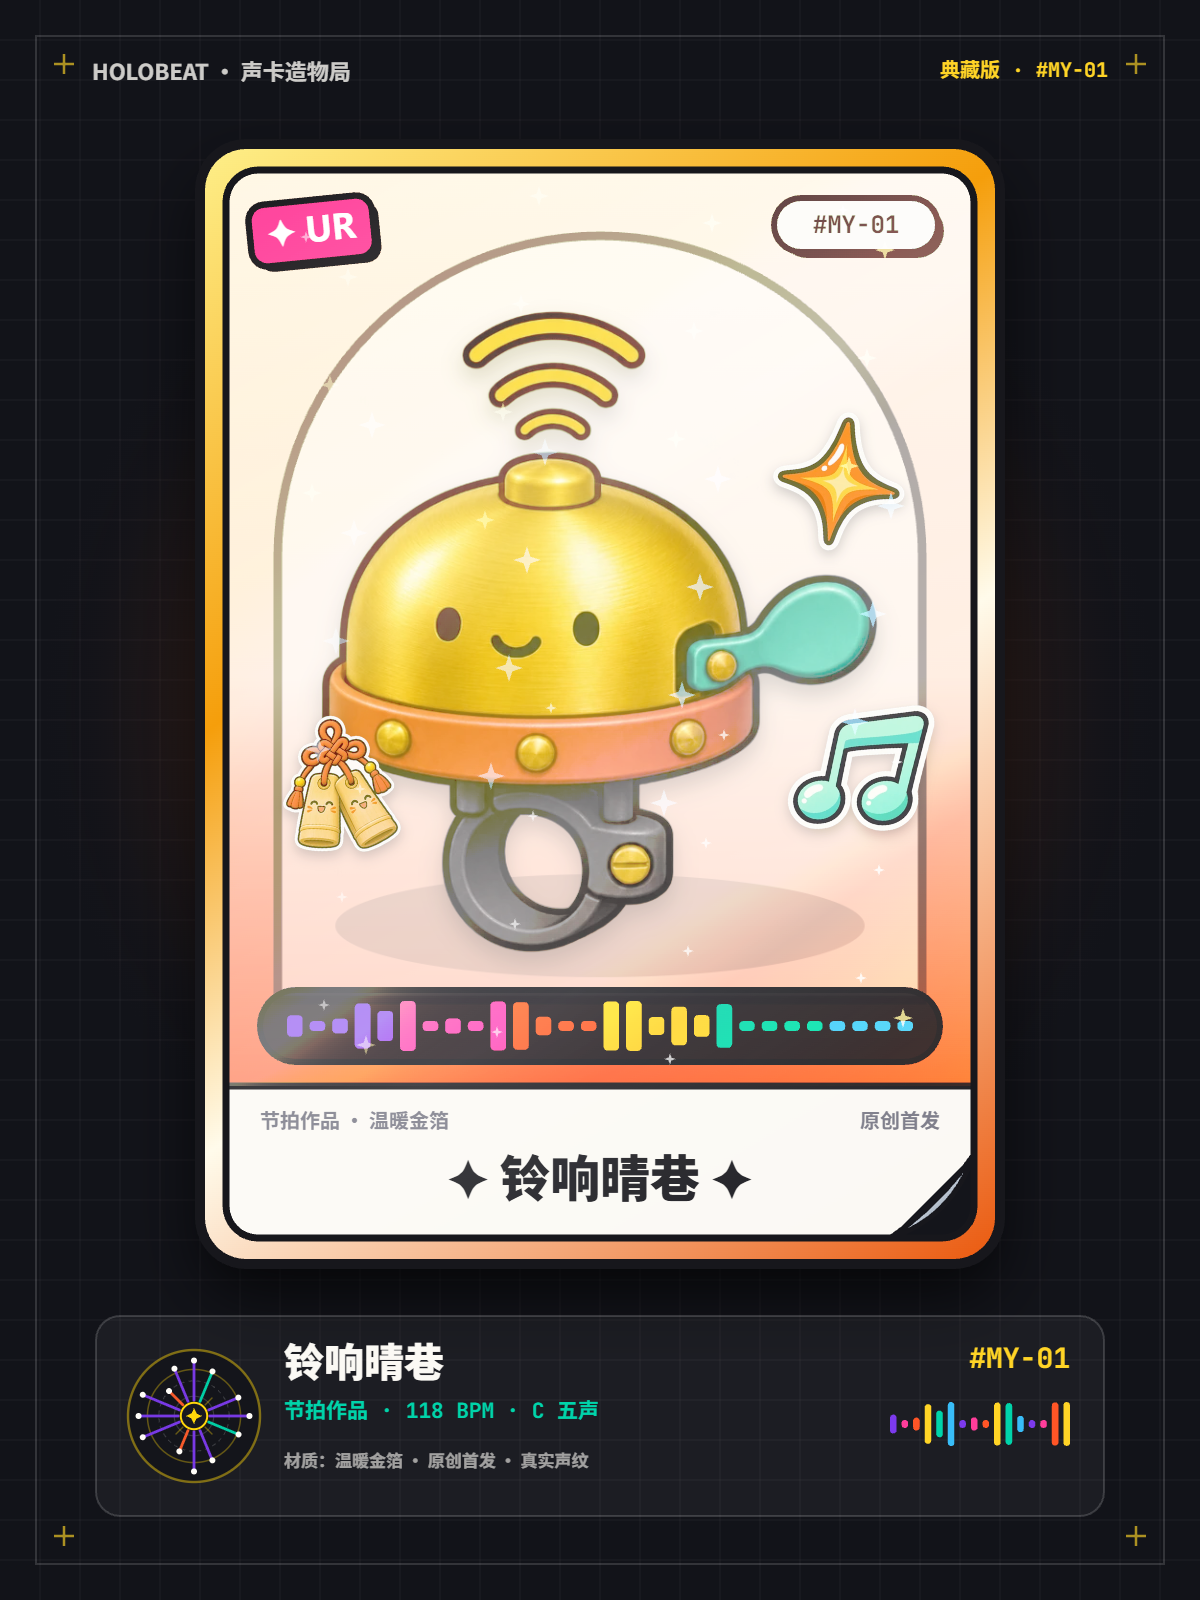 HOLOBEAT • 声卡造物局
典藏版 · #MY-01
✦ UR
#MY-01
节拍作品 • 温暖金箔
原创首发
✦ 铃响晴巷 ✦
铃响晴巷
#MY-01
节拍作品 · 118 BPM · C 五声
材质：温暖金箔 • 原创首发 • 真实声纹